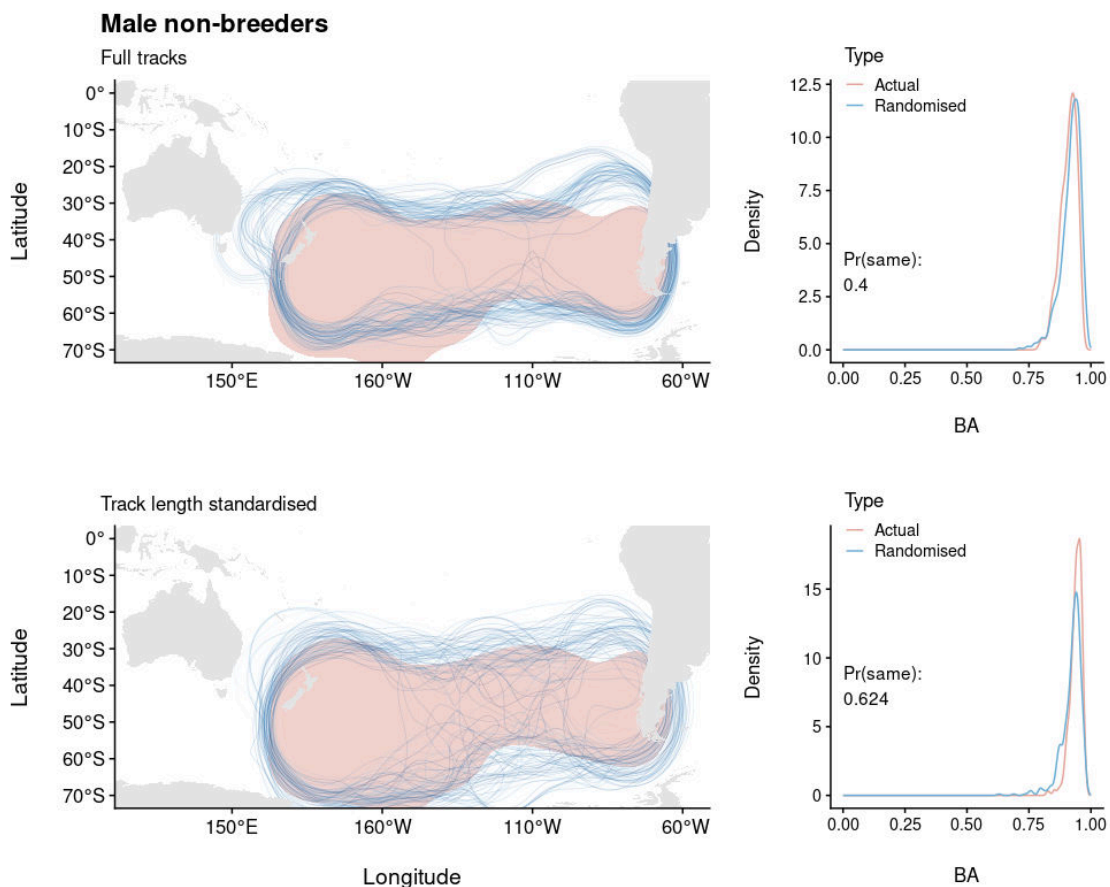 Male non-breeders
Full tracks
Latitude
0°
10°S
20°S
30°S
40°S
50°S
60°S
70°S
150°E
160°W
110°W
60°W
Type
Actual
Randomised
Density
12.5
10.0
7.5
5.0
2.5
0.0
Pr(same):
0.4
0.00
0.25
0.50
0.75
1.00
BA
Track length standardised
Latitude
0°
10°S
20°S
30°S
40°S
50°S
60°S
70°S
150°E
160°W
110°W
60°W
Longitude
Type
Actual
Randomised
Density
15
10
5
0
Pr(same):
0.624
0.00
0.25
0.50
0.75
1.00
BA